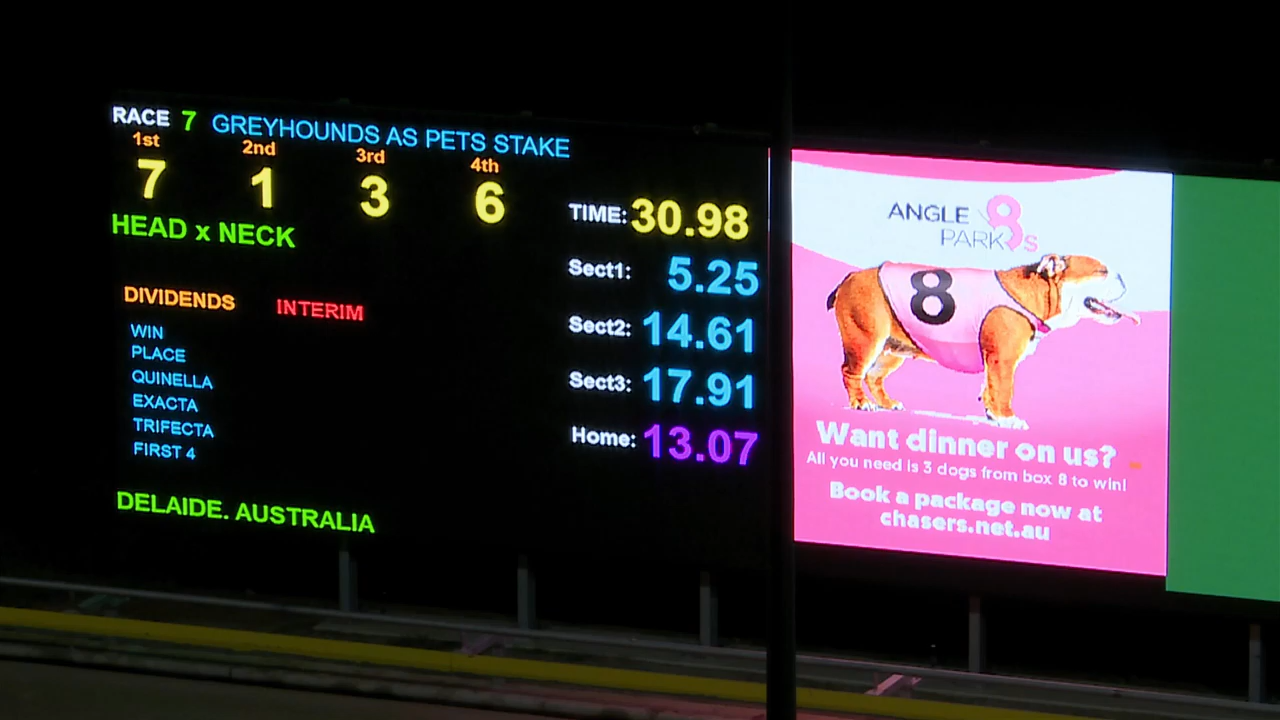 RACE 7 GREYHOUNDS AS PETS STAKE
1st 2nd 3rd 4th
7 1 3 6
HEAD x NECK
DIVIDENDS INTERIM
WIN
PLACE
QUINELLA
EXACTA
TRIFECTA
FIRST 4
DELAIDE. AUSTRALIA
TIME: 30.98
Sect1: 5.25
Sect2: 14.61
Sect3: 17.91
Home: 13.07
ANGLE
PARK 8s
8
Want dinner on us?
All you need is 3 dogs from box 8 to win!
Book a package now at
chasers.net.au